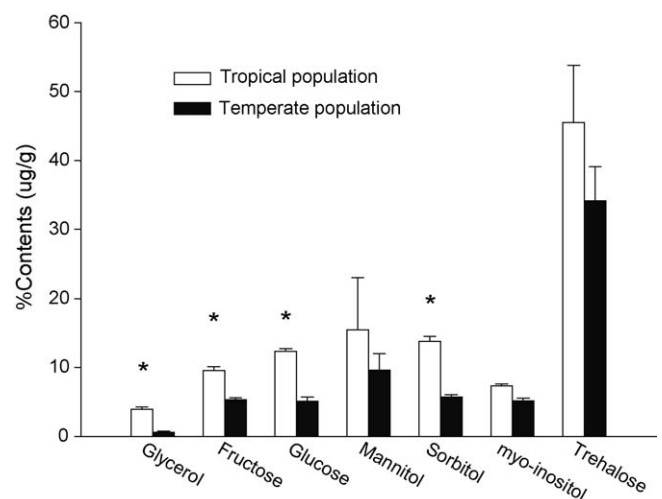 60
50
40
30
20
10
0
%Contents (ug/g)
Tropical population
Temperate population
*
*
*
*
Glycerol
Fructose
Glucose
Mannitol
Sorbitol
myo-inositol
Trehalose